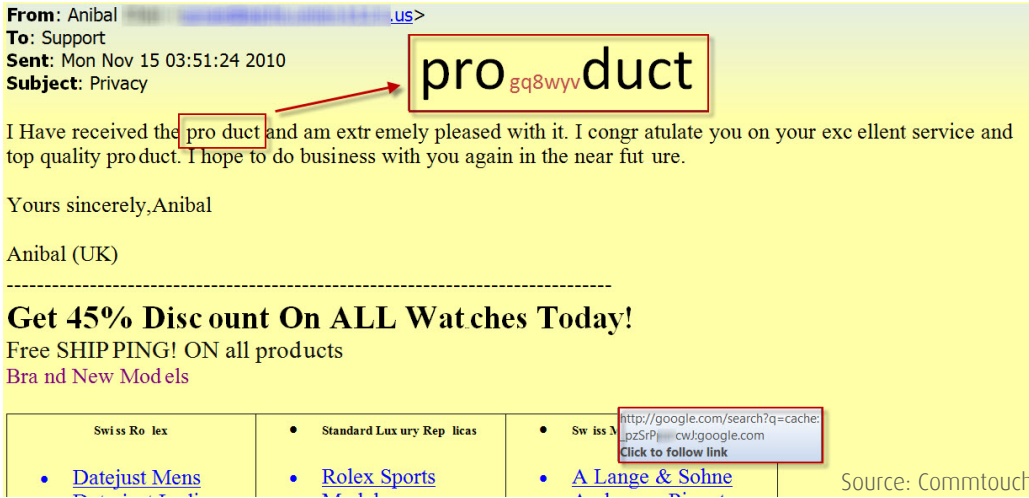 From: Anibal .us>
To: Support
Sent: Mon Nov 15 03:51:24 2010
Subject: Privacy
pro gq8wyv duct
I Have received the pro duct and am extr emely pleased with it. I congr atulate you on your exc ellent service and
top quality product. I hope to do business with you again in the near fut ure.
Yours sincerely,Anibal
Anibal (UK)
--------------------------------------------------------------------------------
Get 45% Disc ount On ALL Wat ches Today!
Free SHIP PING! ON all products
Bra nd New Mod els
Swi ss Ro lex
• Standard Lux ury Rep licas
• Sw iss M
http://google.com/search?q=cache:
_pzSrP cwJ:google.com
Click to follow link
• Datejust Mens
• Rolex Sports
• A Lange & Sohne
Source: Commtouch